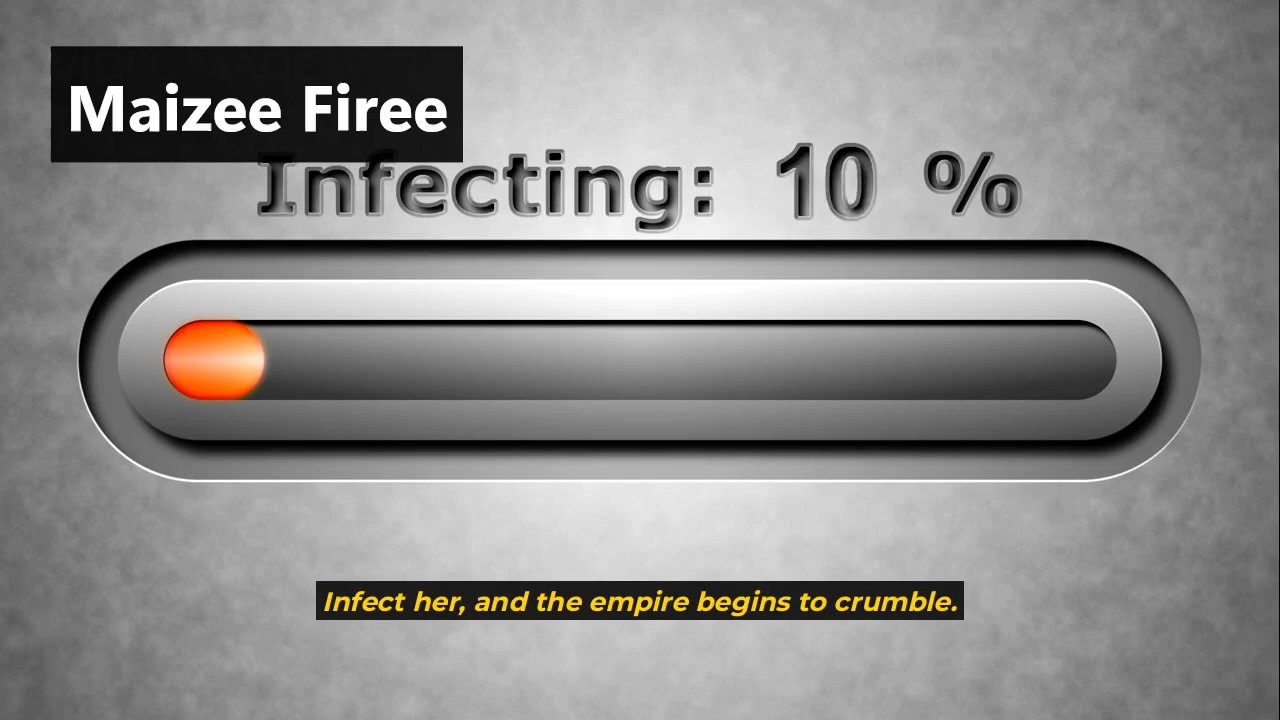 Maizee Firee
Infecting: 10 %
Infect her, and the empire begins to crumble.